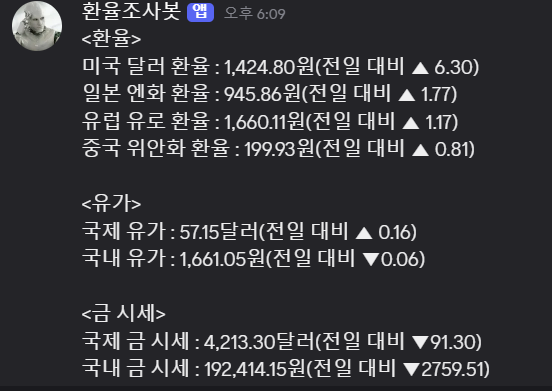 환율조사봇 앱 오후 6:09
<환율>
미국 달러 환율 : 1,424.80원(전일 대비 ▲ 6.30)
일본 엔화 환율 : 945.86원(전일 대비 ▲ 1.77)
유럽 유로 환율 : 1,660.11원(전일 대비 ▲ 1.17)
중국 위안화 환율 : 199.93원(전일 대비 ▲ 0.81)
<유가>
국제 유가 : 57.15달러(전일 대비 ▲ 0.16)
국내 유가 : 1,661.05원(전일 대비 ▼0.06)
<금 시세>
국제 금 시세 : 4,213.30달러(전일 대비 ▼91.30)
국내 금 시세 : 192,414.15원(전일 대비 ▼2759.51)